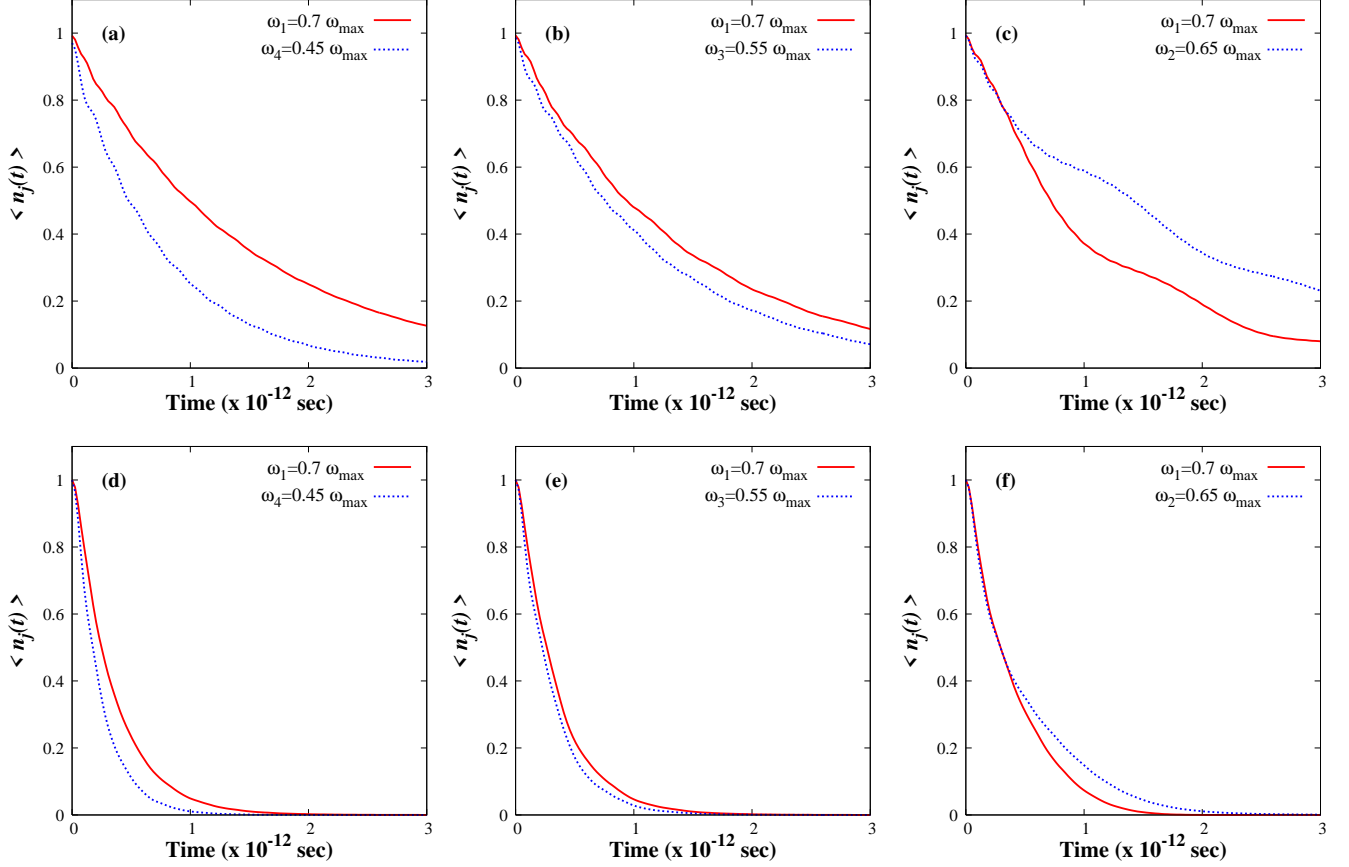 (a)
ω1=0.7 ωmax
ω4=0.45 ωmax
1
0.8
0.6
0.4
0.2
0
0 1 2 3
< nj(t) >
Time (x 10-12 sec)
(b)
ω1=0.7 ωmax
ω3=0.55 ωmax
1
0.8
0.6
0.4
0.2
0
0 1 2 3
< nj(t) >
Time (x 10-12 sec)
(c)
ω1=0.7 ωmax
ω2=0.65 ωmax
1
0.8
0.6
0.4
0.2
0
0 1 2 3
< nj(t) >
Time (x 10-12 sec)
(d)
ω1=0.7 ωmax
ω4=0.45 ωmax
1
0.8
0.6
0.4
0.2
0
0 1 2 3
< nj(t) >
Time (x 10-12 sec)
(e)
ω1=0.7 ωmax
ω3=0.55 ωmax
1
0.8
0.6
0.4
0.2
0
0 1 2 3
< nj(t) >
Time (x 10-12 sec)
(f)
ω1=0.7 ωmax
ω2=0.65 ωmax
1
0.8
0.6
0.4
0.2
0
0 1 2 3
< nj(t) >
Time (x 10-12 sec)